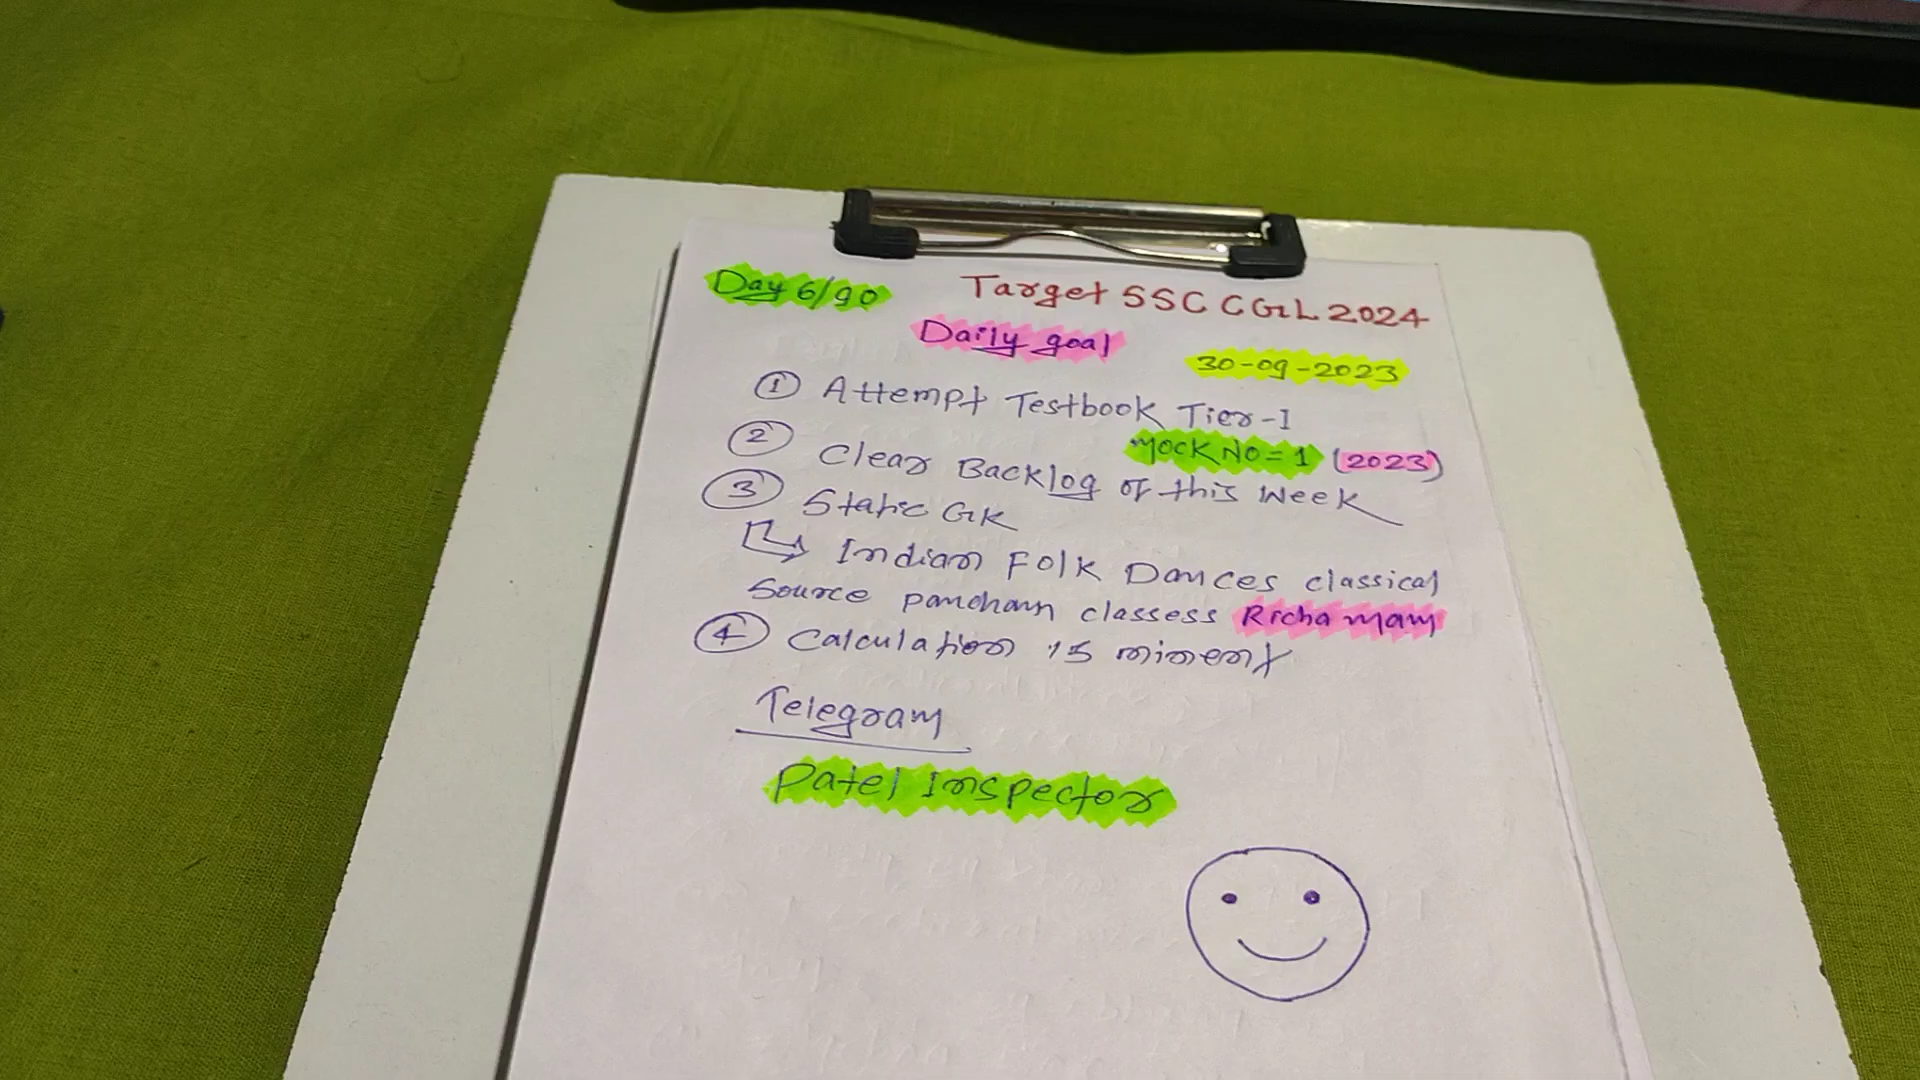 Day 6/90 Target SSC CGL 2024
Daily goal
30-09-2023
① Attempt Testbook Tier-I
Mock No = 1 (2023)
② Clear Backlog of this Week
③ Static GK
↳ Indian Folk Dances classical
Source parcham classess Richa mam
④ Calculation 15 minent
Telegram
Patel Inspector